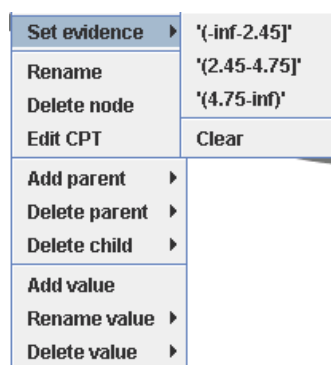 Set evidence
Rename
Delete node
Edit CPT
Add parent
Delete parent
Delete child
Add value
Rename value
Delete value
'(-inf-2.45]'
'(2.45-4.75]'
'(4.75-inf)'
Clear